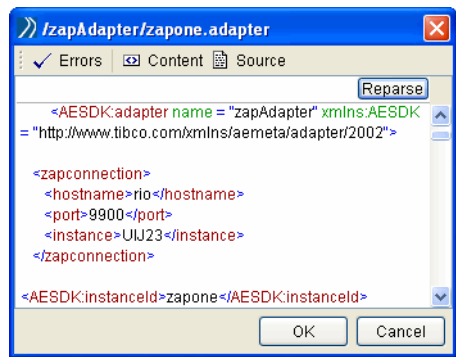 /zapAdapter/zapone.adapter
Errors Content Source
Reparse
<AESDK:adapter name = "zapAdapter" xmlns:AESDK
= "http://www.tibco.com/xmlns/aemeta/adapter/2002">
<zapconnection>
<hostname>rio</hostname>
<port>9900</port>
<instance>UIJ23</instance>
</zapconnection>
<AESDK:instanceId>zapone</AESDK:instanceId>
OK Cancel